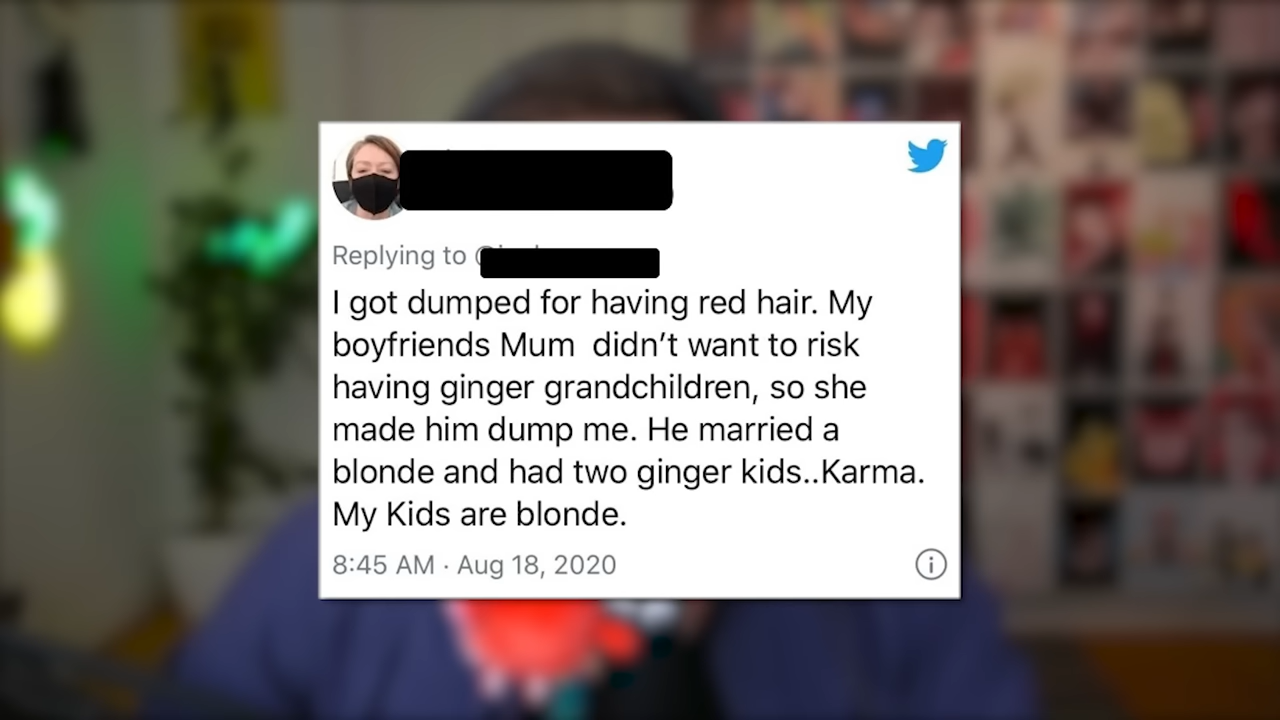 Replying to
I got dumped for having red hair. My
boyfriends Mum  didn’t want to risk
having ginger grandchildren, so she
made him dump me. He married a
blonde and had two ginger kids..Karma.
My Kids are blonde.
8:45 AM · Aug 18, 2020